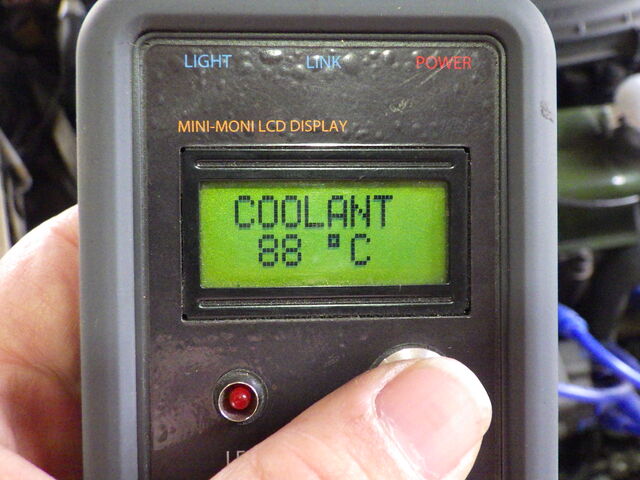 LIGHT LINK POWER
MINI-MONI LCD DISPLAY
COOLANT
88 °C